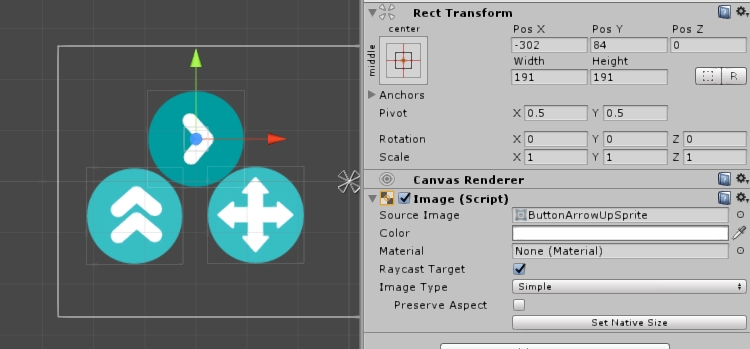 Rect Transform
center
middle
Pos X Pos Y Pos Z
-302 84 0
Width Height
191 191
R
Anchors
Pivot X 0.5 Y 0.5
Rotation X 0 Y 0 Z 0
Scale X 1 Y 1 Z 1
Canvas Renderer
Image (Script)
Source Image ButtonArrowUpSprite
Color
Material None (Material)
Raycast Target
Image Type Simple
Preserve Aspect
Set Native Size